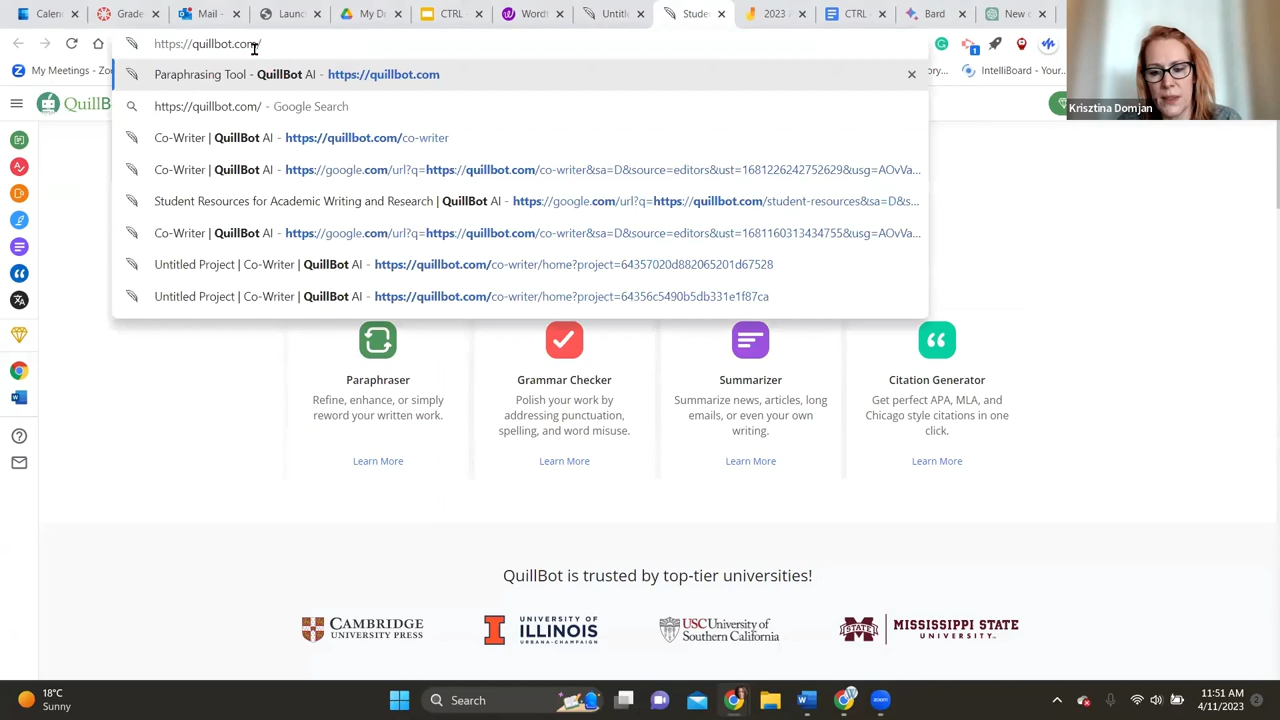 Calen
Grade
Mail -
Launc
My Dr
CTRL -
WordT
Untitle
Stude
2023 A
CTRL -
Bard
New c
https://quillbot.com/
Paraphrasing Tool - QuillBot AI - https://quillbot.com
https://quillbot.com/ - Google Search
Co-Writer | QuillBot AI - https://quillbot.com/co-writer
Co-Writer | QuillBot AI - https://google.com/url?q=https://quillbot.com/co-writer&sa=D&source=editors&ust=1681226242752629&usg=AOvVa...
Student Resources for Academic Writing and Research | QuillBot AI - https://google.com/url?q=https://quillbot.com/student-resources&sa=D&s...
Co-Writer | QuillBot AI - https://google.com/url?q=https://quillbot.com/co-writer&sa=D&source=editors&ust=1681160313434755&usg=AOvVa...
Untitled Project | Co-Writer | QuillBot AI - https://quillbot.com/co-writer/home?project=64357020d882065201d67528
Untitled Project | Co-Writer | QuillBot AI - https://quillbot.com/co-writer/home?project=64356c5490b5db331e1f87ca
My Meetings - Zoo
ory...
IntelliBoard - Your...
QuillB
Krisztina Domjan
Paraphraser
Refine, enhance, or simply
reword your written work.
Learn More
Grammar Checker
Polish your work by
addressing punctuation,
spelling, and word misuse.
Learn More
Summarizer
Summarize news, articles, long
emails, or even your own
writing.
Learn More
Citation Generator
Get perfect APA, MLA, and
Chicago style citations in one
click.
Learn More
QuillBot is trusted by top-tier universities!
CAMBRIDGE
UNIVERSITY PRESS
UNIVERSITY OF
ILLINOIS
URBANA-CHAMPAIGN
USC University of
Southern California
STATE
MISSISSIPPI STATE
UNIVERSITY™
18°C
Sunny
Search
zoom
11:51 AM
4/11/2023